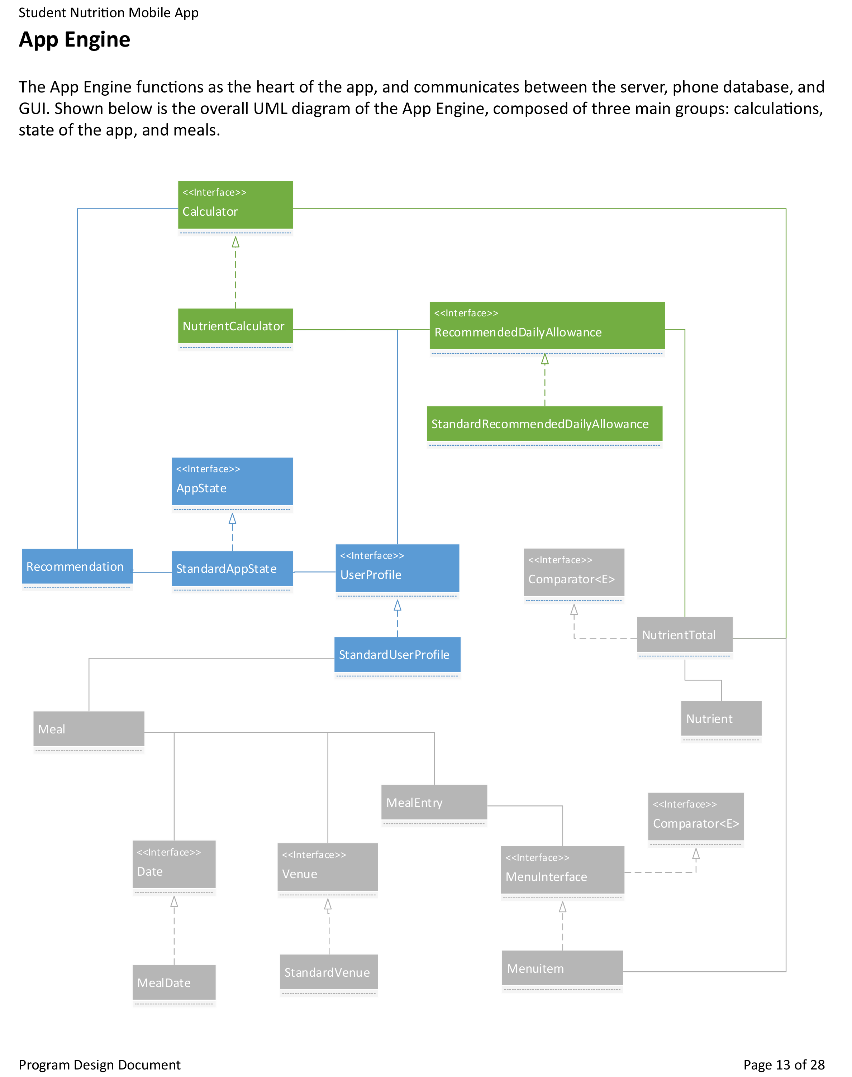 Student Nutrition Mobile App
App Engine
The App Engine functions as the heart of the app, and communicates between the server, phone database, and
GUI. Shown below is the overall UML diagram of the App Engine, composed of three main groups: calculations,
state of the app, and meals.
<<Interface>>
Calculator
NutrientCalculator
<<Interface>>
RecommendedDailyAllowance
StandardRecommendedDailyAllowance
<<Interface>>
AppState
Recommendation
StandardAppState
<<Interface>>
UserProfile
<<Interface>>
Comparator<E>
NutrientTotal
StandardUserProfile
Nutrient
Meal
MealEntry
<<Interface>>
Comparator<E>
<<Interface>>
Date
<<Interface>>
Venue
<<Interface>>
MenuInterface
MealDate
StandardVenue
Menuitem
Program Design Document
Page 13 of 28